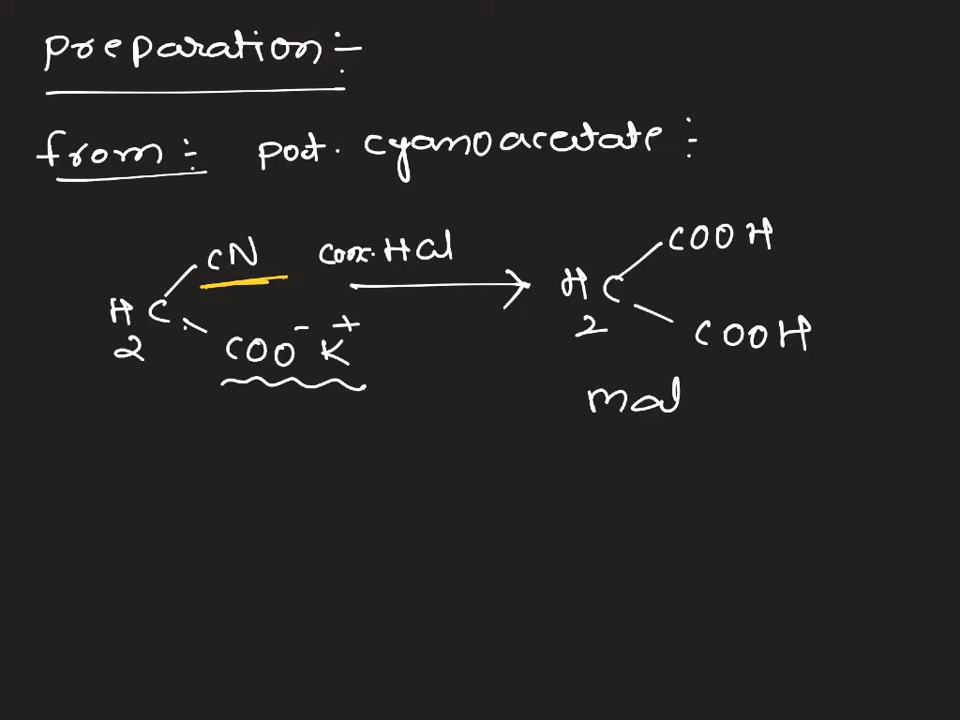 preparation:-
from:- pot. cyanoacetate:-
CN conc. HCl COOH
H2C H2C
COO- K+ COOH
mal